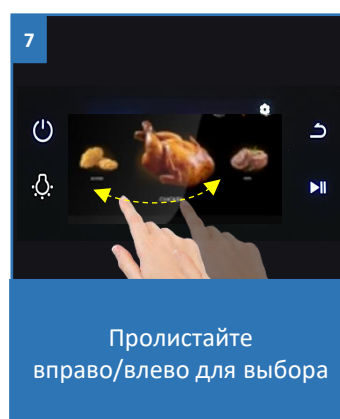 7
Пролистайте
вправо/влево для выбора